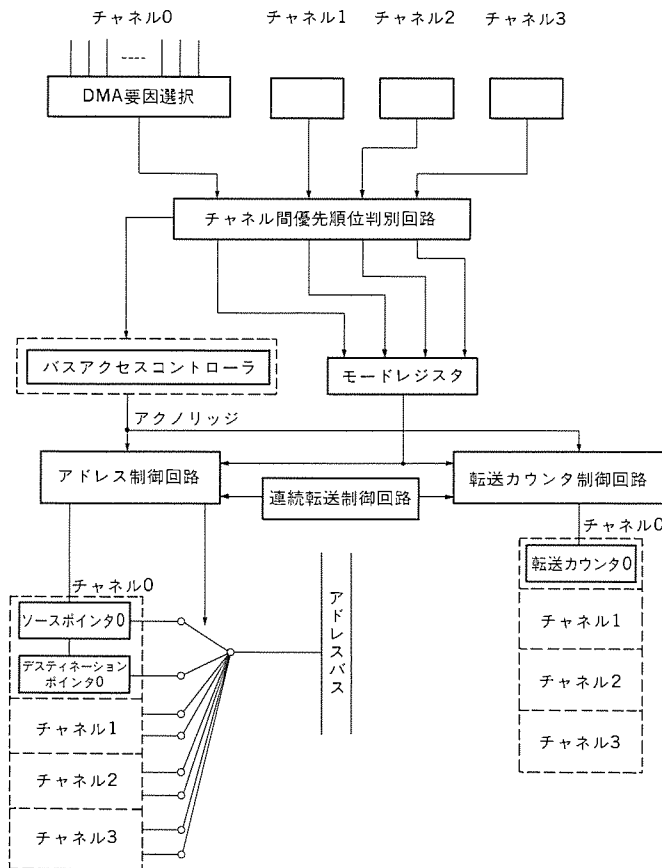 チャネル0
チャネル1
チャネル2
チャネル3
DMA要因選択
チャネル間優先順位判別回路
バスアクセスコントローラ
モードレジスタ
アクノリッジ
アドレス制御回路
連続転送制御回路
転送カウンタ制御回路
チャネル0
転送カウンタ0
チャネル1
チャネル2
チャネル3
チャネル0
ソースポインタ0
デスティネーション
ポインタ0
チャネル1
チャネル2
チャネル3
アドレスバス